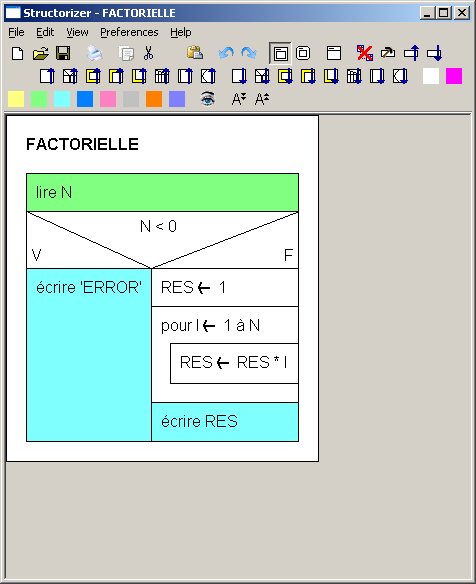 Structorizer - FACTORIELLE
File Edit View Preferences Help
A A
FACTORIELLE
lire N
N < 0
V F
écrire 'ERROR'
RES ← 1
pour I ← 1 à N
RES ← RES * I
écrire RES